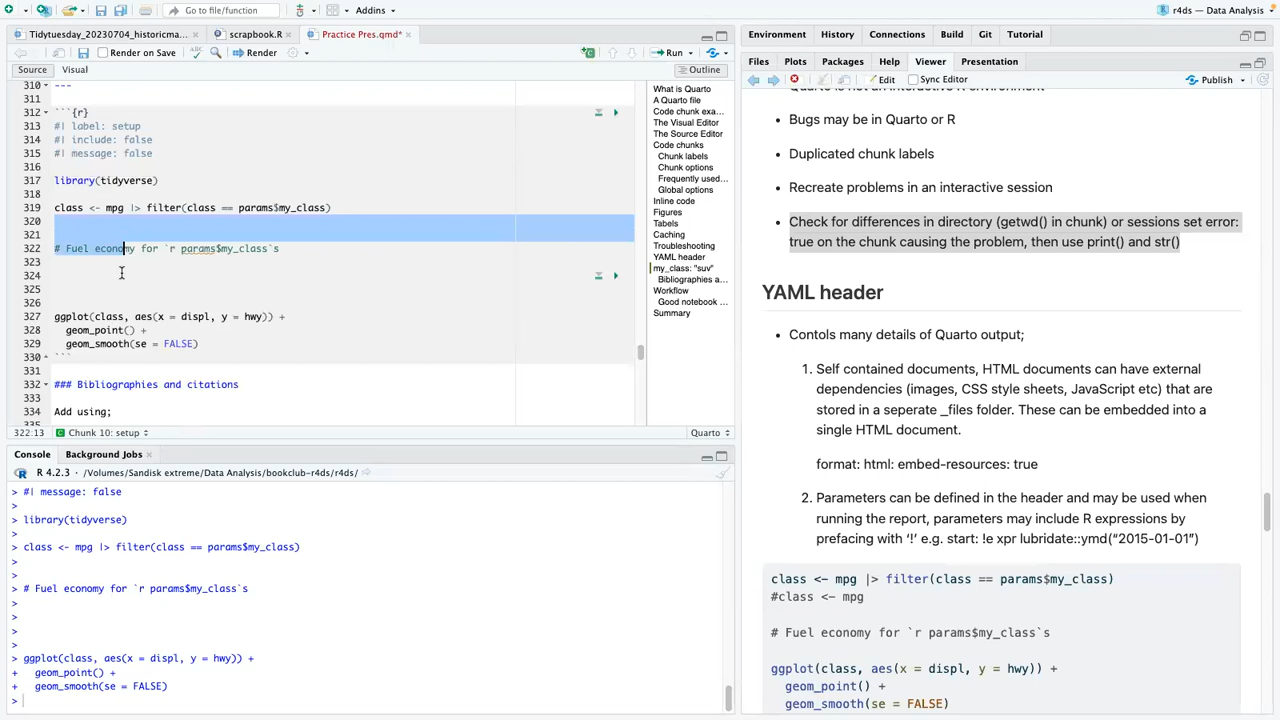 Go to file/function
Addins
r4ds — Data Analysis
Tidytuesday_20230704_historicma...
scrapbook.R
Practice Pres.qmd*
Environment
History
Connections
Build
Git
Tutorial
Render on Save
Render
Run
Files
Plots
Packages
Help
Viewer
Presentation
Source
Visual
Outline
Edit
Sync Editor
Publish
310 ---
311
312 ```{r}
313 #| label: setup
314 #| include: false
315 #| message: false
316
317 library(tidyverse)
318
319 class <- mpg |> filter(class == params$my_class)
320
321
322 # Fuel economy for `r params$my_class`s
323
324
325
326
327 ggplot(class, aes(x = displ, y = hwy)) +
328 geom_point() +
329 geom_smooth(se = FALSE)
330 ```
331
332 ### Bibliographies and citations
333
334 Add using;
335
322:13
Chunk 10: setup
Quarto
What is Quarto
A Quarto file
Code chunk exa...
The Visual Editor
The Source Editor
Code chunks
Chunk labels
Chunk options
Frequently used...
Global options
Inline code
Figures
Tabels
Caching
Troubleshooting
YAML header
my_class: "suv"
Bibliographies a...
Workflow
Good notebook ...
Summary
Console
Background Jobs
R 4.2.3 · /Volumes/Sandisk extreme/Data Analysis/bookclub-r4ds/r4ds/
> #| message: false
>
> library(tidyverse)
>
> class <- mpg |> filter(class == params$my_class)
>
>
> # Fuel economy for `r params$my_class`s
>
>
>
>
> ggplot(class, aes(x = displ, y = hwy)) +
+ geom_point() +
+ geom_smooth(se = FALSE)
>
Quarto is not an interactive R environment
Bugs may be in Quarto or R
Duplicated chunk labels
Recreate problems in an interactive session
Check for differences in directory (getwd() in chunk) or sessions set error:
true on the chunk causing the problem, then use print() and str()
YAML header
Contols many details of Quarto output;
1. Self contained documents, HTML documents can have external
dependencies (images, CSS style sheets, JavaScript etc) that are
stored in a seperate _files folder. These can be embedded into a
single HTML document.
format: html: embed-resources: true
2. Parameters can be defined in the header and may be used when
running the report, parameters may include R expressions by
prefacing with ‘!’ e.g. start: !e xpr lubridate::ymd(“2015-01-01”)
class <- mpg |> filter(class == params$my_class)
#class <- mpg
# Fuel economy for `r params$my_class`s
ggplot(class, aes(x = displ, y = hwy)) +
geom_point() +
geom_smooth(se = FALSE)